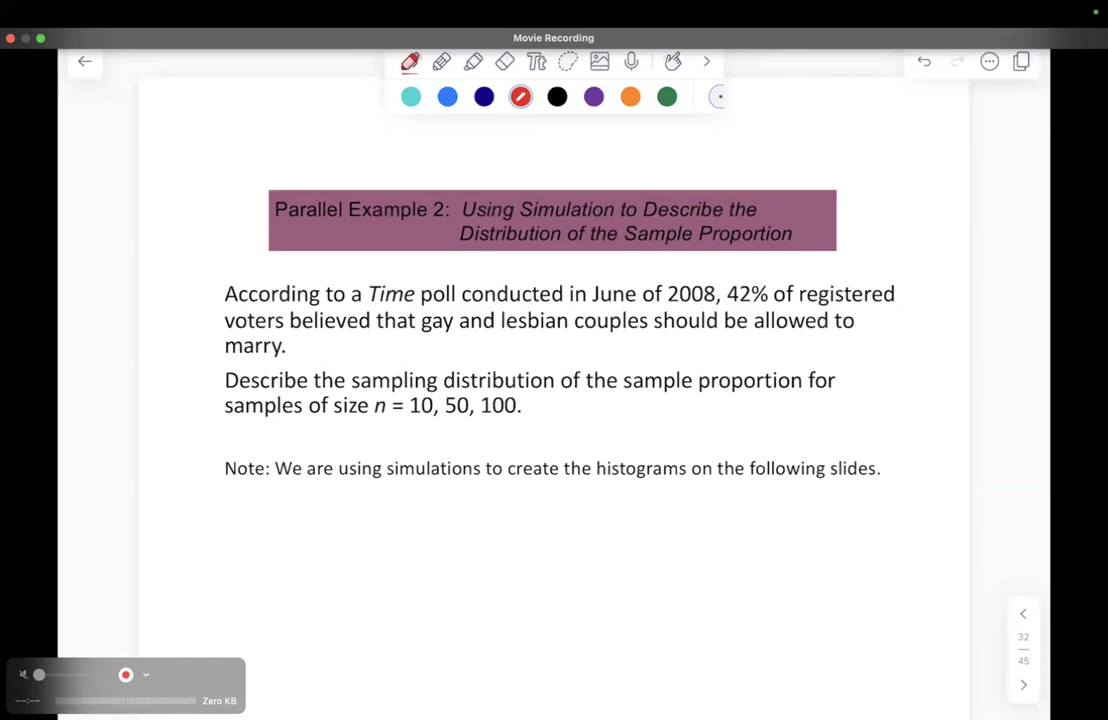 Movie Recording
Tt
Parallel Example 2: Using Simulation to Describe the
Distribution of the Sample Proportion
According to a Time poll conducted in June of 2008, 42% of registered
voters believed that gay and lesbian couples should be allowed to
marry.
Describe the sampling distribution of the sample proportion for
samples of size n = 10, 50, 100.
Note: We are using simulations to create the histograms on the following slides.
32
45
--:--
Zero KB